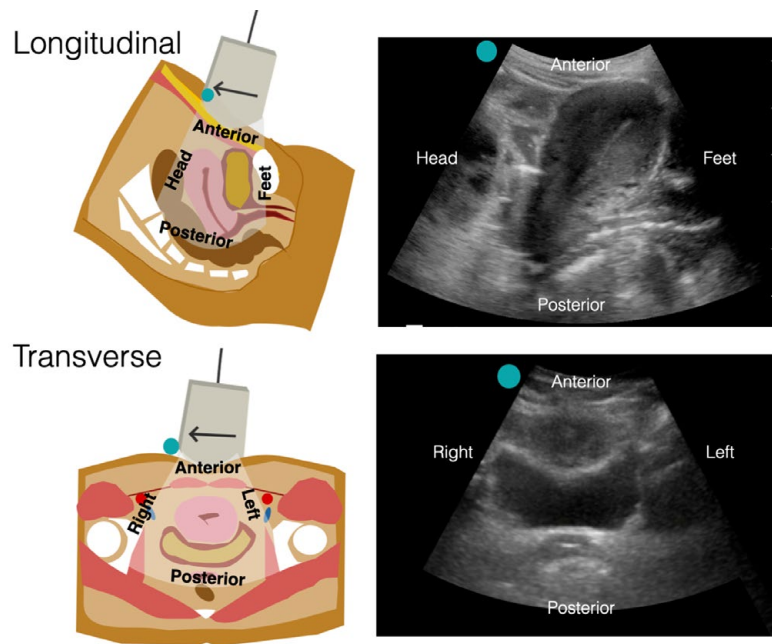 Longitudinal
Anterior
Head
Feet
Posterior
Anterior
Head
Feet
Posterior
Transverse
Anterior
Right
Left
Posterior
Anterior
Right
Left
Posterior